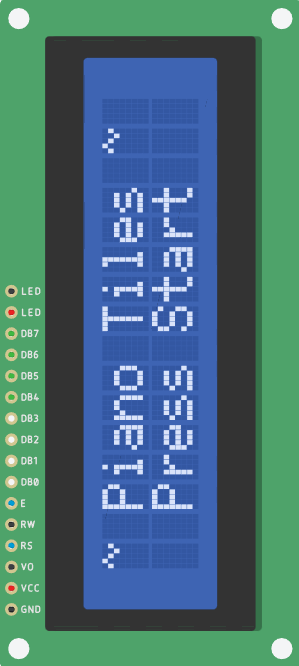 Piano Tiles
Press Start
LED
LED
DB7
DB6
DB5
DB4
DB3
DB2
DB1
DB0
E
RW
RS
VO
VCC
GND